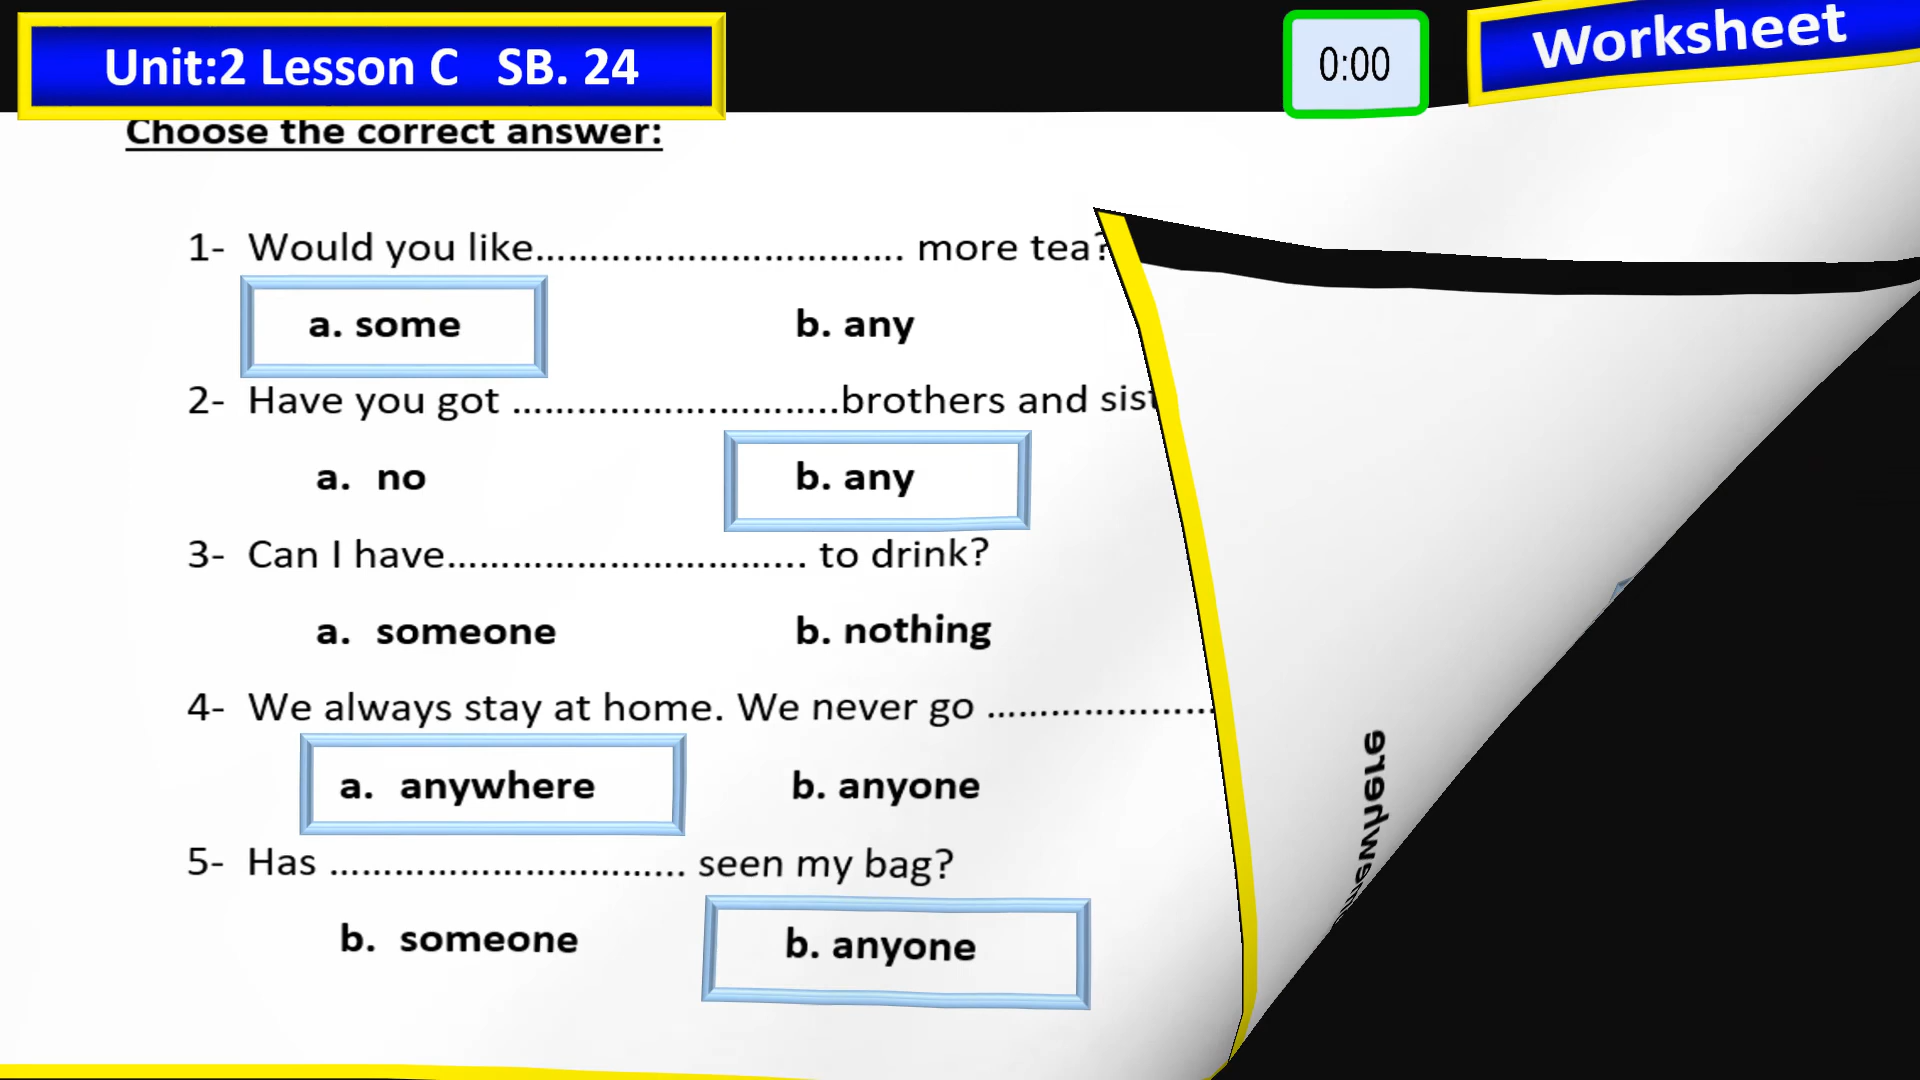 Unit:2 Lesson C SB. 24
0:00
Worksheet
Choose the correct answer:
1- Would you like.................................. more tea?
a. some b. any
2- Have you got ..............................brothers and
a. no b. any
3- Can I have................................. to drink?
a. someone b. nothing
4- We always stay at home. We never go .....................
a. anywhere b. anyone
5- Has ................................. seen my bag?
b. someone b. anyone